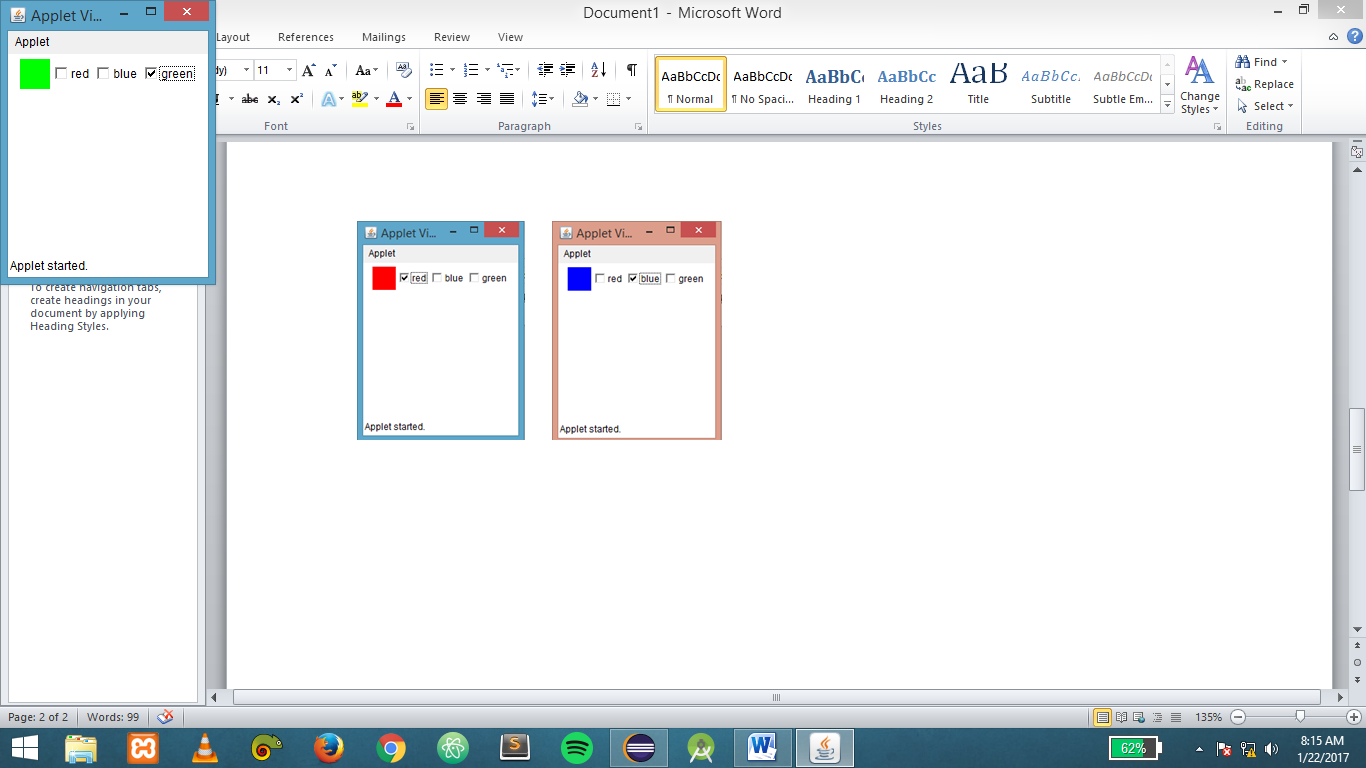 Document1 - Microsoft Word
Applet Vi...
Applet
red blue green
Applet started.
Layout References Mailings Review View
11 Aa
abc
Font
Paragraph
AaBbCcDc AaBbCcDc AaBbCc AaBbCc AaB AaBbCc. AaBbCcDc
¶ Normal ¶ No Spaci... Heading 1 Heading 2 Title Subtitle Subtle Em...
Change
Styles
Styles
Find
Replace
Select
Editing
To create navigation tabs,
create headings in your
document by applying
Heading Styles.
Applet Vi...
Applet
red blue green
Applet started.
Applet Vi...
Applet
red blue green
Applet started.
Page: 2 of 2 Words: 99 135%
62% 8:15 AM
1/22/2017